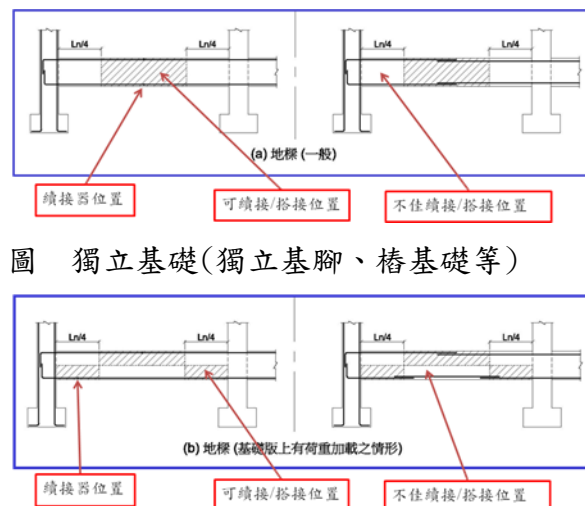 Ln/4 Ln/4 Ln/4 Ln/4
(a) 地樑 (一般)
續接器位置 可續接/搭接位置 不佳續接/搭接位置
圖 獨立基礎(獨立基腳、樁基礎等)
Ln/4 Ln/4 Ln/4 Ln/4
(b) 地樑 (基礎版上有荷重加載之情形)
續接器位置 可續接/搭接位置 不佳續接/搭接位置